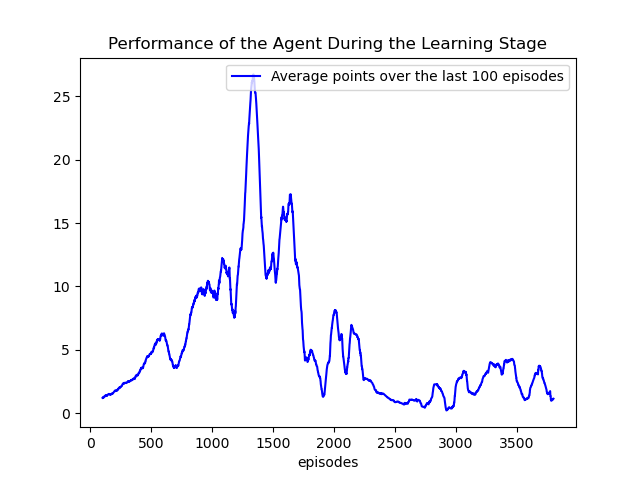 Performance of the Agent During the Learning Stage
Average points over the last 100 episodes
25
20
15
10
5
0
0 500 1000 1500 2000 2500 3000 3500
episodes